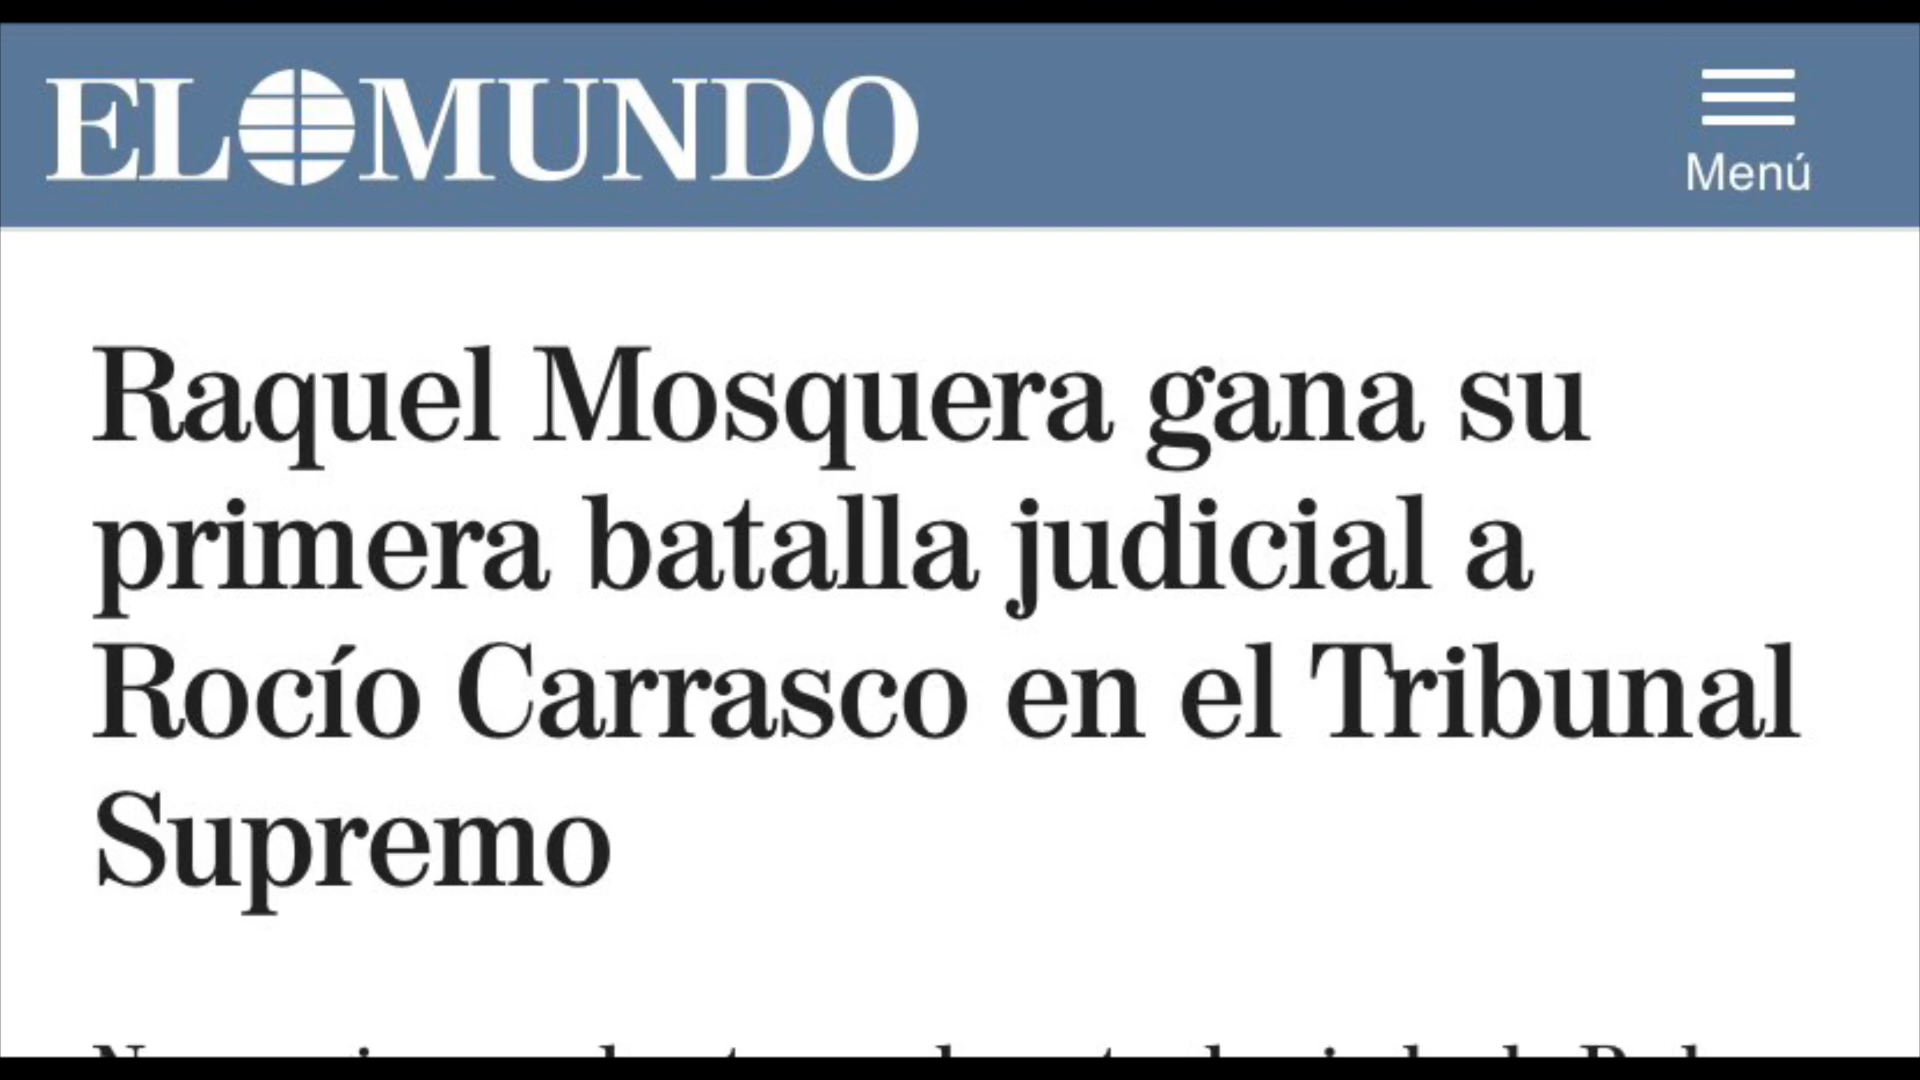 EL MUNDO
Menú
Raquel Mosquera gana su
primera batalla judicial a
Rocío Carrasco en el Tribunal
Supremo